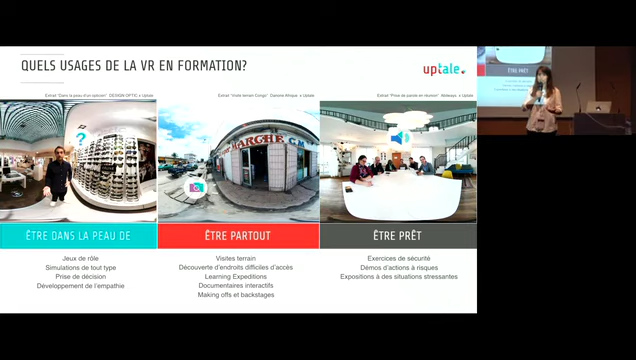 QUELS USAGES DE LA VR EN FORMATION?
uptale
Extrait "Dans la peau d'un opticien" DESIGN OPTIC x Uptale
Extrait "Visite terrain Congo" Danone Afrique x Uptale
Extrait "Prise de parole en réunion" Abilways x Uptale
?
MARCHE
ÊTRE DANS LA PEAU DE
ÊTRE PARTOUT
ÊTRE PRÊT
Jeux de rôle
Simulations de tout type
Prise de décision
Développement de l'empathie
Visites terrain
Découverte d'endroits difficiles d'accès
Learning Expeditions
Documentaires interactifs
Making offs et backstages
Exercices de sécurité
Démos d'actions à risques
Expositions à des situations stressantes
ÊTRE PRÊT